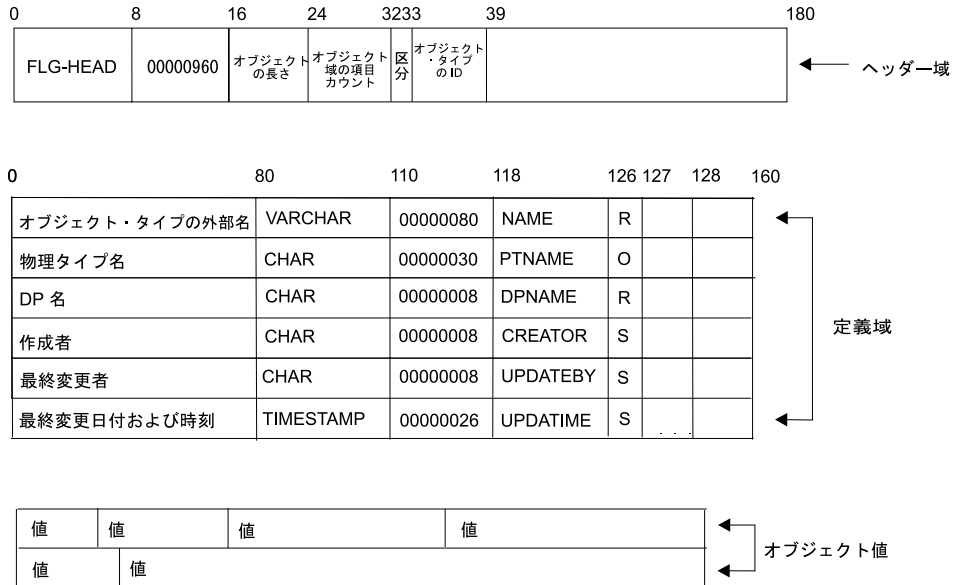 0 8 16 24 32 33 39 180
FLG-HEAD 00000960 オブジェクトの長さ オブジェクト域の項目カウント 区分 オブジェクト・タイプのID
ヘッダー域
0 80 110 118 126 127 128 160
オブジェクト・タイプの外部名 VARCHAR 00000080 NAME R
物理タイプ名 CHAR 00000030 PTNAME O
DP 名 CHAR 00000008 DPNAME R
作成者 CHAR 00000008 CREATOR S
最終変更者 CHAR 00000008 UPDATEBY S
最終変更日付および時刻 TIMESTAMP 00000026 UPDATIME S . . .
定義域
値 値 値 値
値 値
オブジェクト値